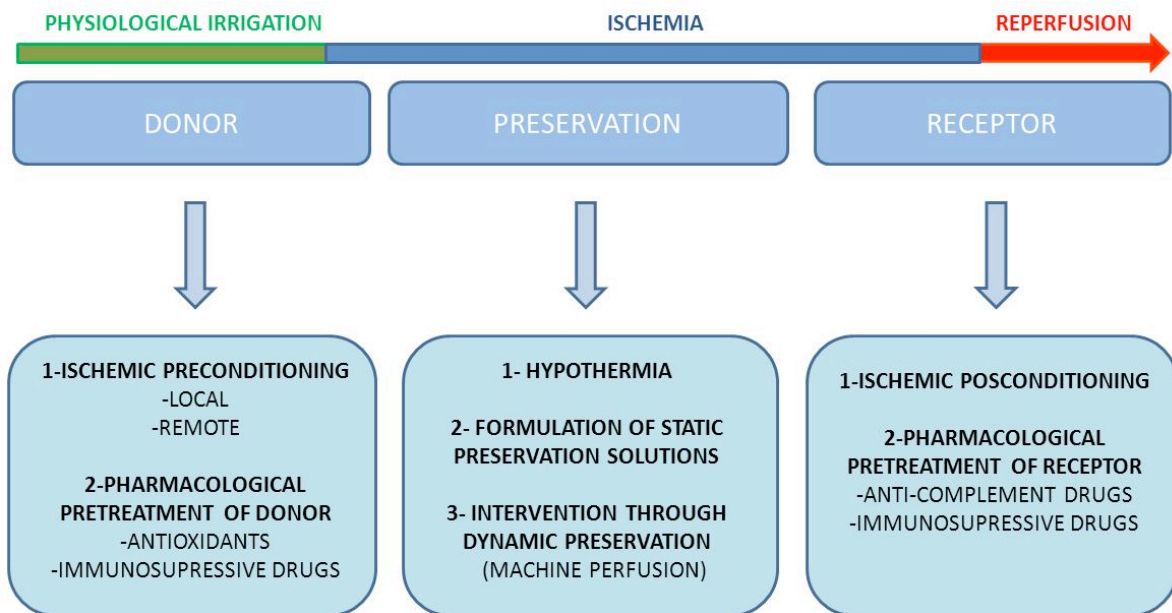 PHYSIOLOGICAL IRRIGATION
ISCHEMIA
REPERFUSION
DONOR
PRESERVATION
RECEPTOR
1-ISCHEMIC PRECONDITIONING
-LOCAL
-REMOTE
2-PHARMACOLOGICAL
PRETREATMENT OF DONOR
-ANTIOXIDANTS
-IMMUNOSUPRESSIVE DRUGS
1- HYPOTHERMIA
2- FORMULATION OF STATIC
PRESERVATION SOLUTIONS
3- INTERVENTION THROUGH
DYNAMIC PRESERVATION
(MACHINE PERFUSION)
1-ISCHEMIC POSCONDITIONING
2-PHARMACOLOGICAL
PRETREATMENT OF RECEPTOR
-ANTI-COMPLEMENT DRUGS
-IMMUNOSUPRESSIVE DRUGS